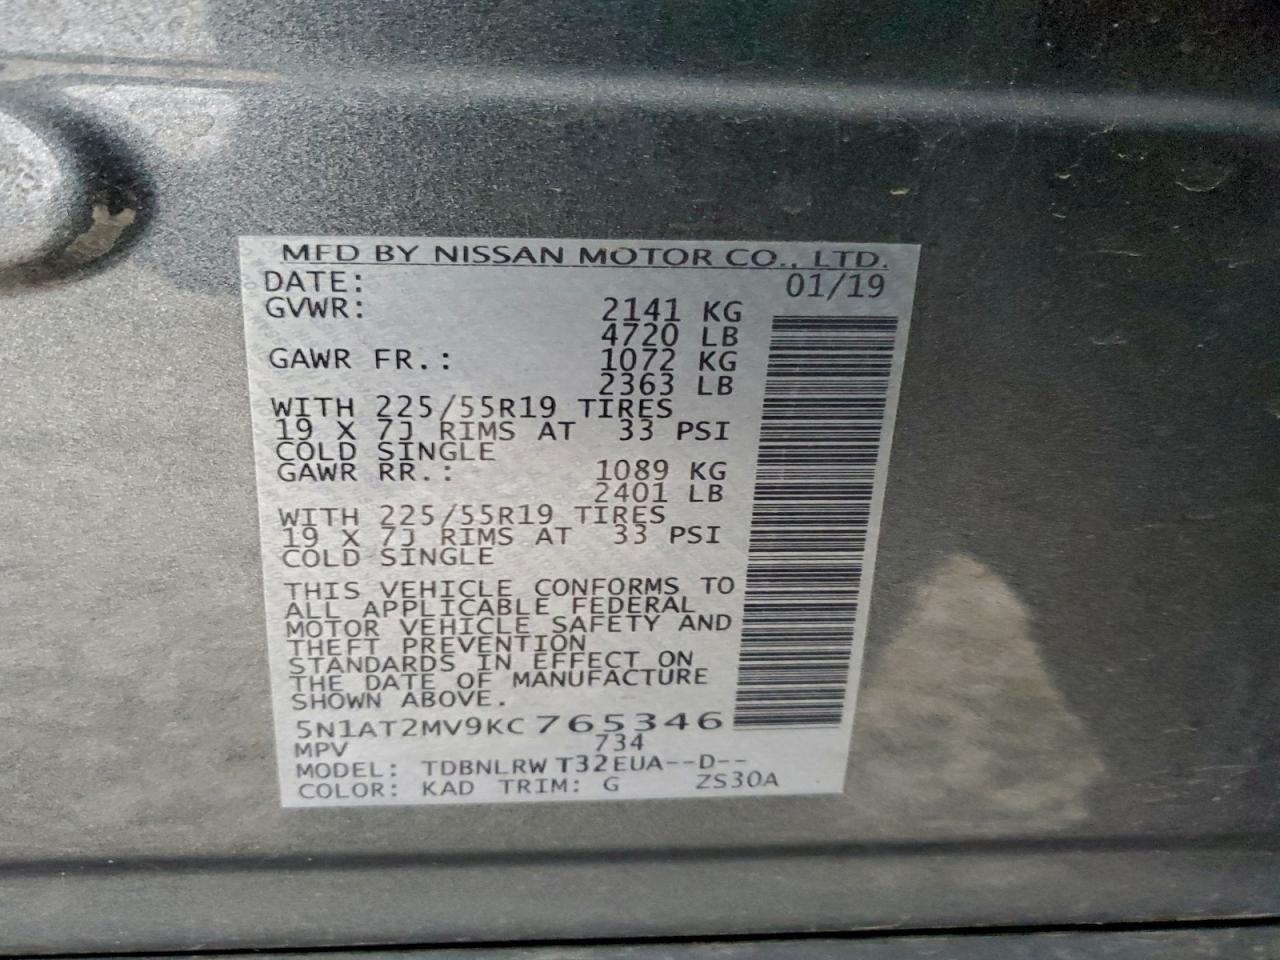 MFD BY NISSAN MOTOR CO., LTD.
DATE: 01/19
GVWR: 2141 KG
4720 LB
GAWR FR.: 1072 KG
2363 LB
WITH 225/55R19 TIRES
19 X 7J RIMS AT 33 PSI
COLD SINGLE
GAWR RR.: 1089 KG
2401 LB
WITH 225/55R19 TIRES
19 X 7J RIMS AT 33 PSI
COLD SINGLE
THIS VEHICLE CONFORMS TO
ALL APPLICABLE FEDERAL
MOTOR VEHICLE SAFETY AND
THEFT PREVENTION
STANDARDS IN EFFECT ON
THE DATE OF MANUFACTURE
SHOWN ABOVE.
5N1AT2MV9KC765346
MPV 734
MODEL: TDBNLRW T32EUA--D--
COLOR: KAD TRIM: G ZS30A